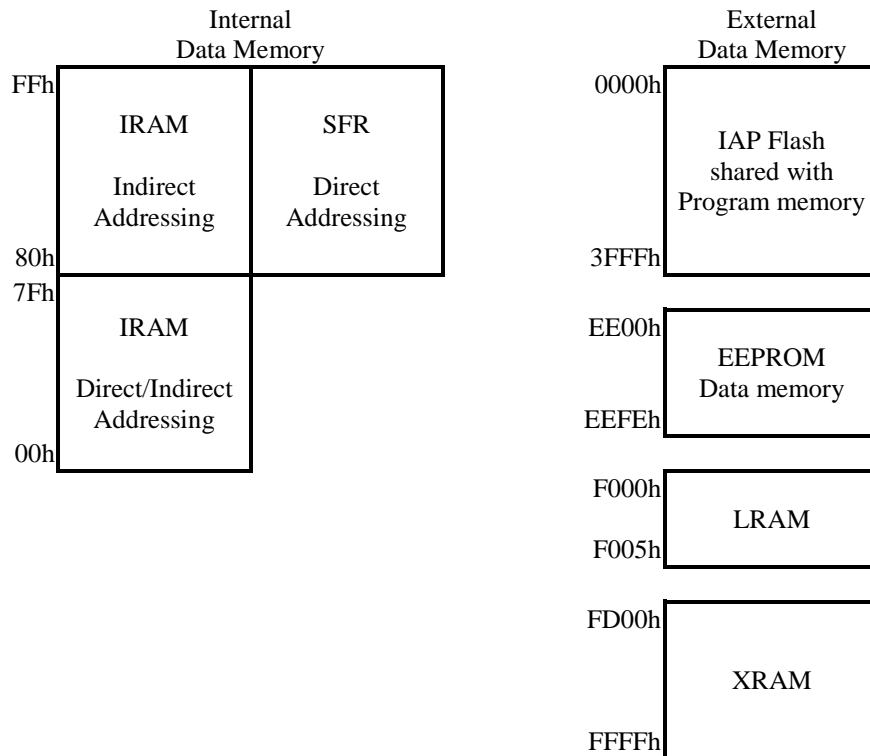 Internal
Data Memory
FFh
IRAM
Indirect
Addressing
80h
SFR
Direct
Addressing
7Fh
IRAM
Direct/Indirect
Addressing
00h
External
Data Memory
0000h
IAP Flash
shared with
Program memory
3FFFh
EE00h
EEPROM
Data memory
EEFEh
F000h
LRAM
F005h
FD00h
XRAM
FFFFh